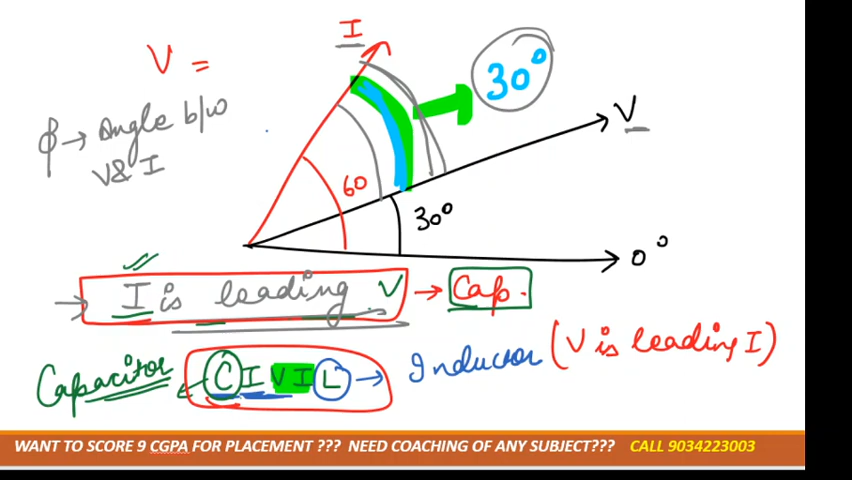 I
V =
30°
ϕ → Angle b/w
V & I
V
60
30°
0°
→ I is leading V → Cap.
Capacitor ← CIVIL → Inductor (V is leading I)
WANT TO SCORE 9 CGPA FOR PLACEMENT ??? NEED COACHING OF ANY SUBJECT??? CALL 9034223003